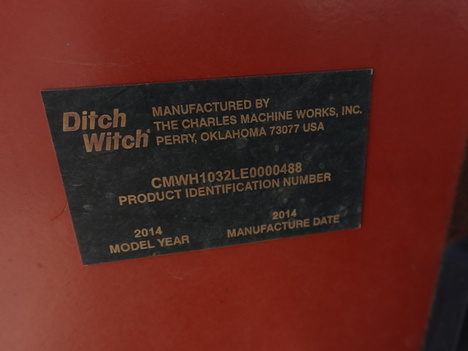 Ditch
Witch®
MANUFACTURED BY
THE CHARLES MACHINE WORKS, INC.
PERRY, OKLAHOMA 73077 USA
CMWH1032LE0000488
PRODUCT IDENTIFICATION NUMBER
2014
MODEL YEAR
2014
MANUFACTURE DATE